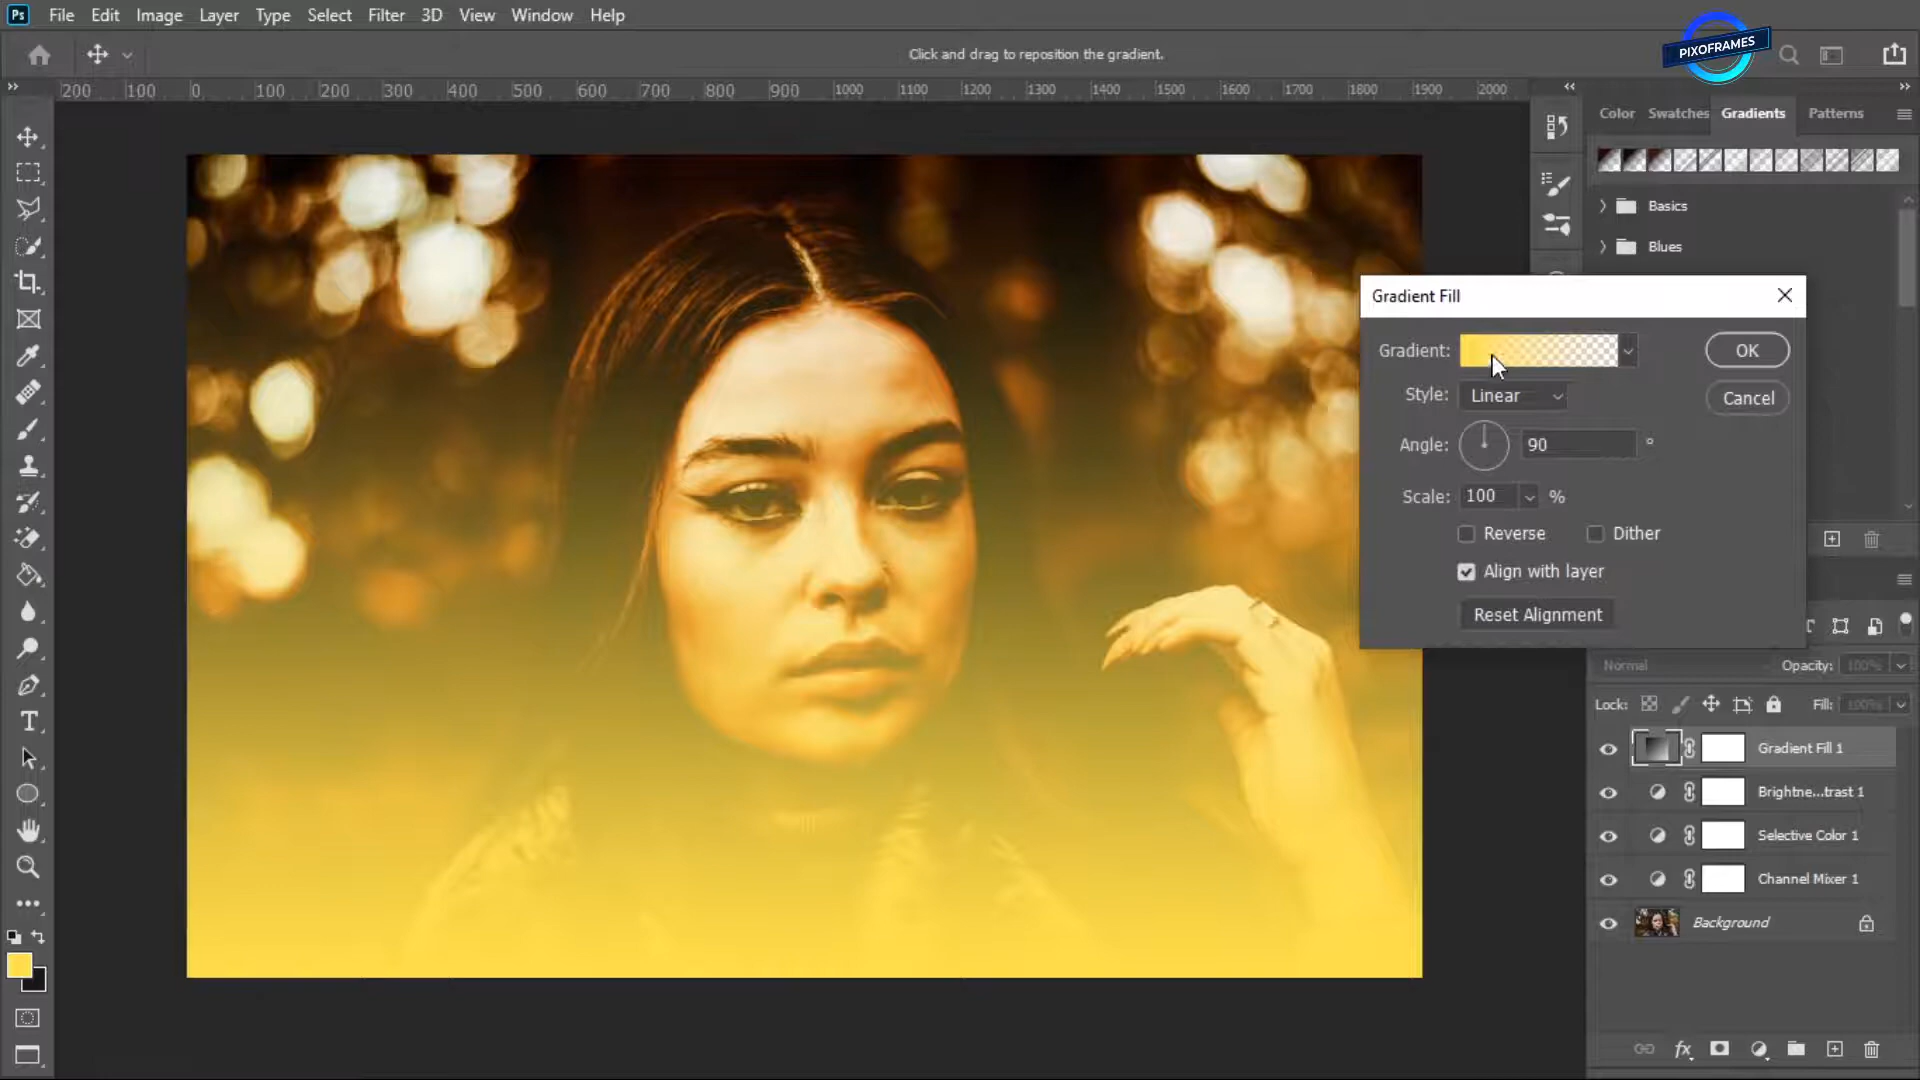 Ps File Edit Image Layer Type Select Filter 3D View Window Help
PIXOFRAMES
Click and drag to reposition the gradient.
200 100 0 100 200 300 400 500 600 700 800 900 1000 1100 1200 1300 1400 1500 1600 1700 1800 1900 2000
Color Swatches Gradients Patterns
Basics
Blues
Gradient Fill
Gradient:
OK
Style: Linear
Cancel
Angle: 90 °
Scale: 100 %
Reverse Dither
Align with layer
Reset Alignment
Normal Opacity: 100%
Lock: Fill: 100%
Gradient Fill 1
Brightne...trast 1
Selective Color 1
Channel Mixer 1
Background
fx